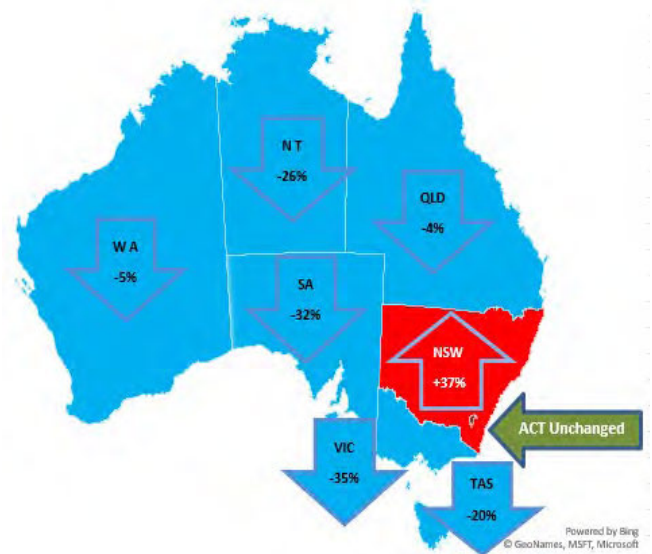 N T
-26%
QLD
-4%
W A
-5%
SA
-32%
NSW
+37%
ACT Unchanged
VIC
-35%
TAS
-20%
Powered by Bing
© GeoNames, MSFT, Microsoft